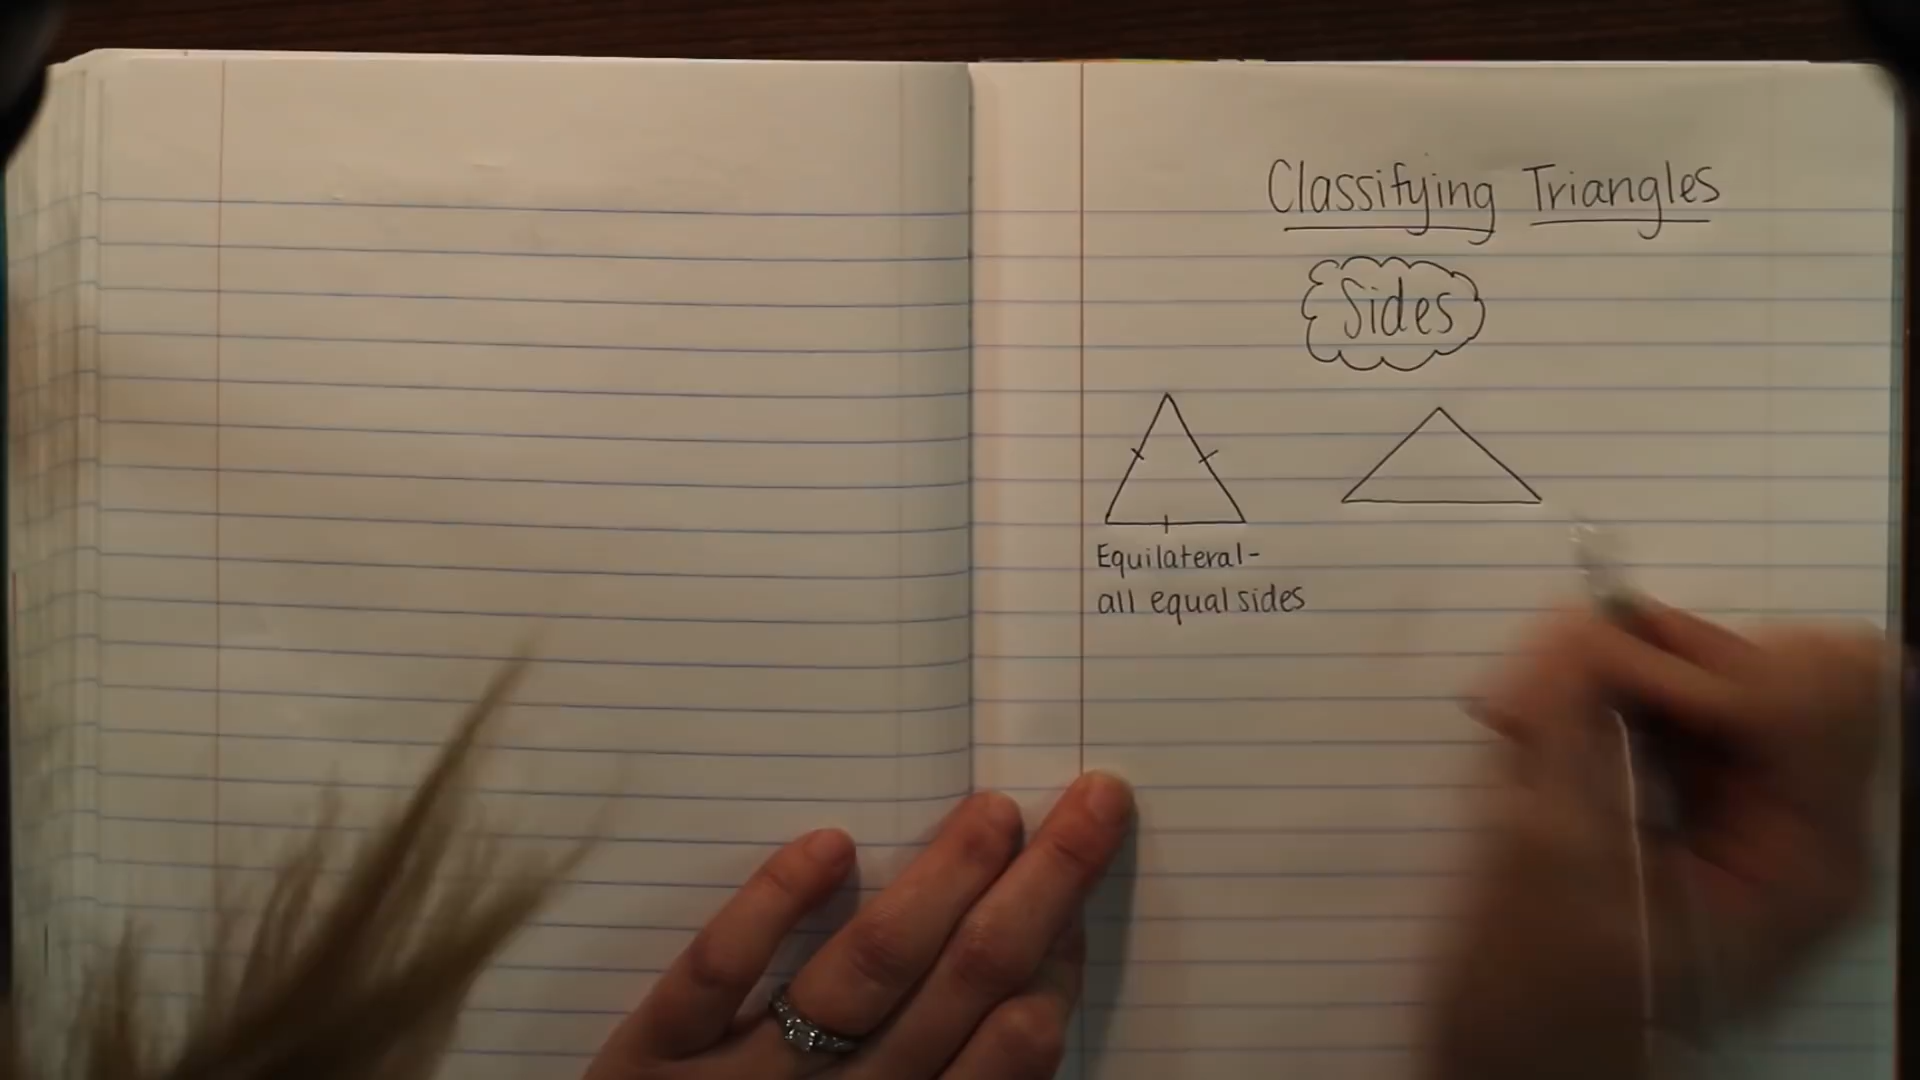 Classifying Triangles
Sides
Equilateral-
all equal sides